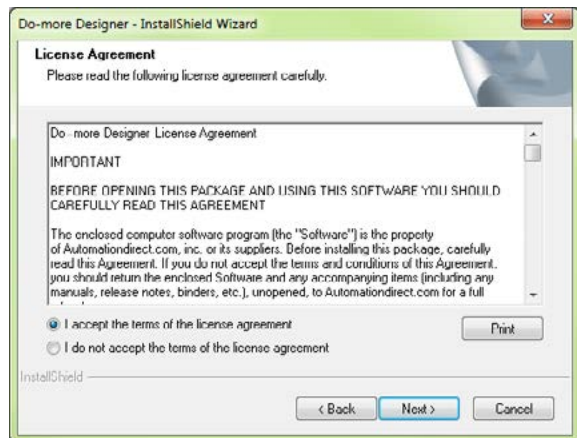 Do-more Designer - InstallShield Wizard
License Agreement
Please read the following license agreement carefully.
Do-more Designer License Agreement
IMPORTANT
BEFORE OPENING THIS PACKAGE AND USING THIS SOFTWARE YOU SHOULD
CAREFULLY READ THIS AGREEMENT
The enclosed computer software program (the "Software") is the property
of Automationdirect.com, inc. or its suppliers. Before installing this package, carefully
read this Agreement. If you do not accept the terms and conditions of this Agreement,
you should return the enclosed Software and any accompanying items (including any
manuals, release notes, binders, etc.), unopened, to Automationdirect.com for a full
I accept the terms of the license agreement
Print
I do not accept the terms of the license agreement
InstallShield
< Back Next > Cancel